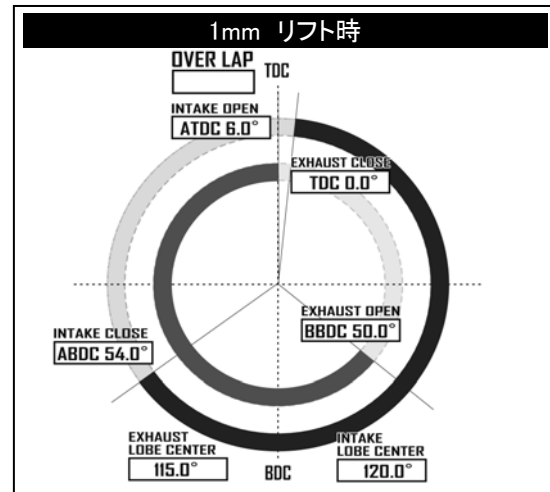 1mm リフト時
OVER LAP
TDC
INTAKE OPEN
ATDC 6.0°
EXHAUST CLOSE
TDC 0.0°
EXHAUST OPEN
BBDC 50.0°
INTAKE CLOSE
ABDC 54.0°
EXHAUST
LOBE CENTER
115.0°
BDC
INTAKE
LOBE CENTER
120.0°